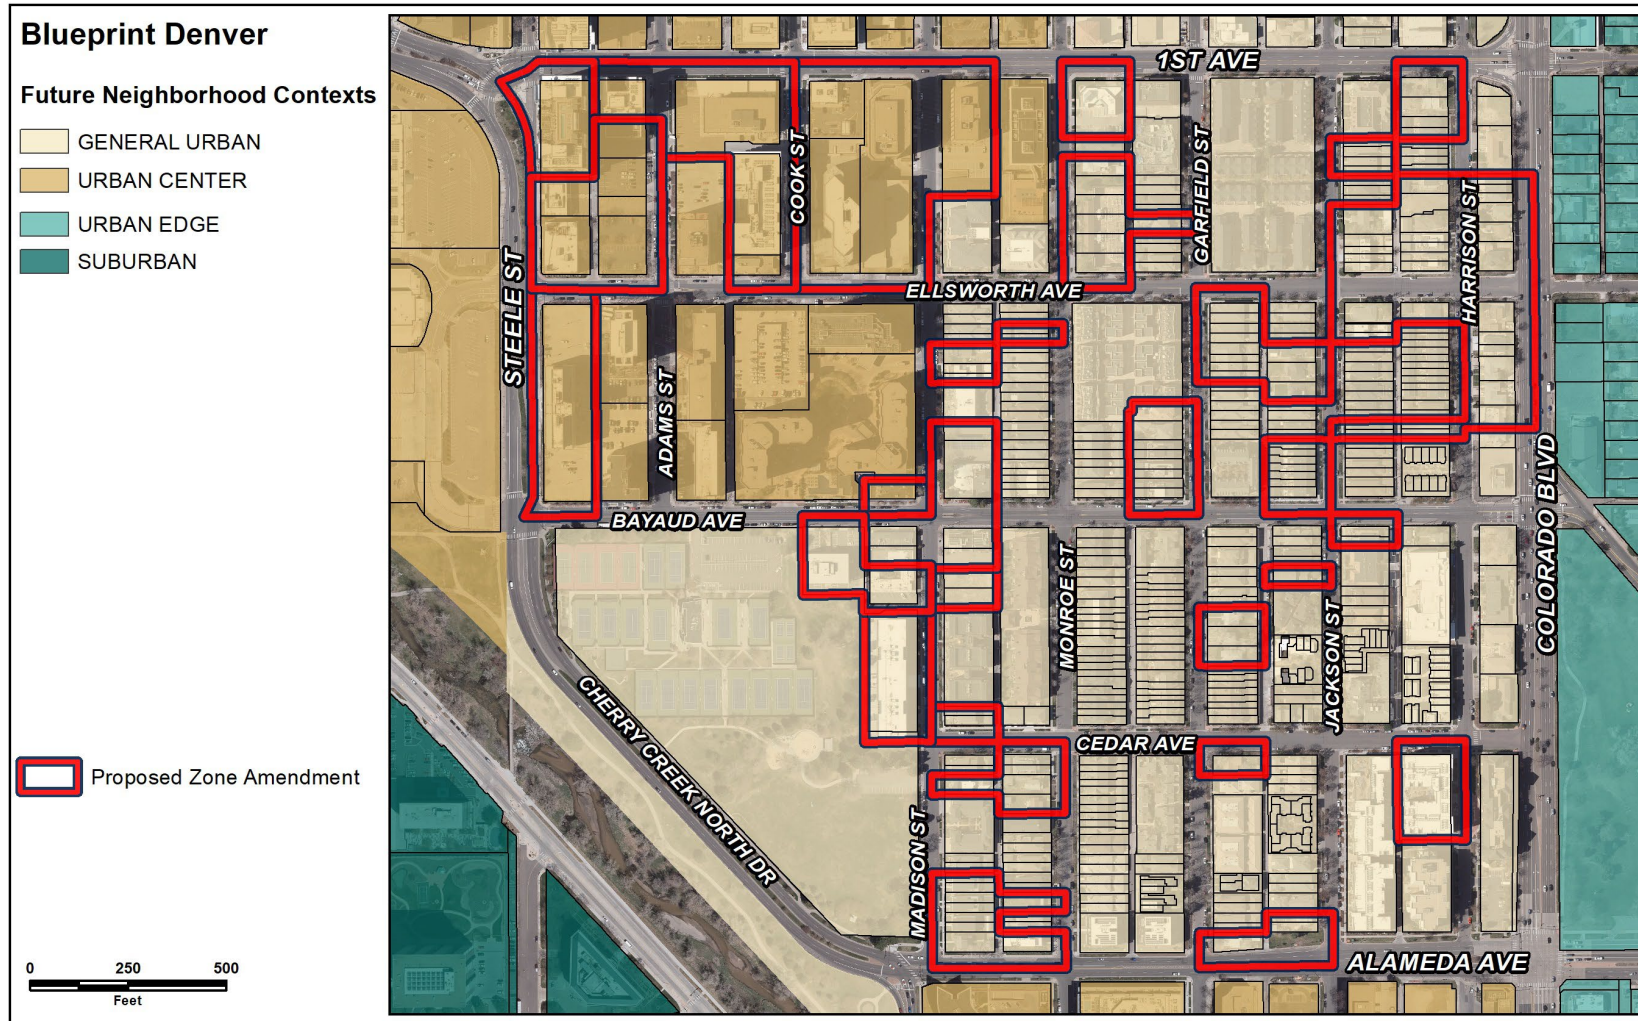 Blueprint Denver
Future Neighborhood Contexts
GENERAL URBAN
URBAN CENTER
URBAN EDGE
SUBURBAN
Proposed Zone Amendment
0 250 500
Feet
1ST AVE
COOK ST
GARFIELD ST
HARRISON ST
STEELE ST
ELLSWORTH AVE
ADAMS ST
BAYAUD AVE
COLORADO BLVD
MONROE ST
JACKSON ST
CHERRY CREEK NORTH DR
CEDAR AVE
MADISON ST
ALAMEDA AVE